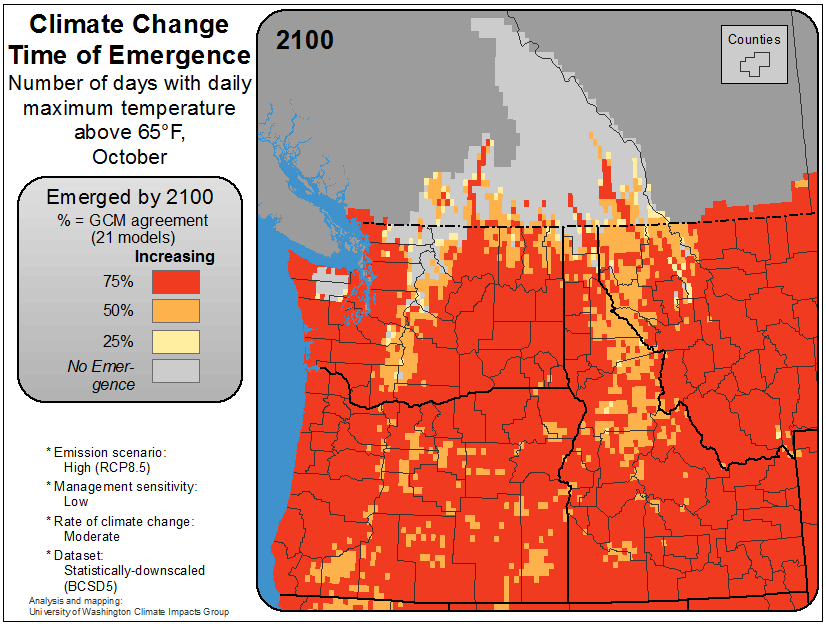 Climate Change
Time of Emergence
Number of days with daily
maximum temperature
above 65°F,
October
Emerged by 2100
% = GCM agreement
(21 models)
Increasing
75%
50%
25%
No Emer-
gence
* Emission scenario:
High (RCP8.5)
* Management sensitivity:
Low
* Rate of climate change:
Moderate
* Dataset:
Statistically-downscaled
(BCSD5)
Analysis and mapping:
University of Washington Climate Impacts Group
2100
Counties